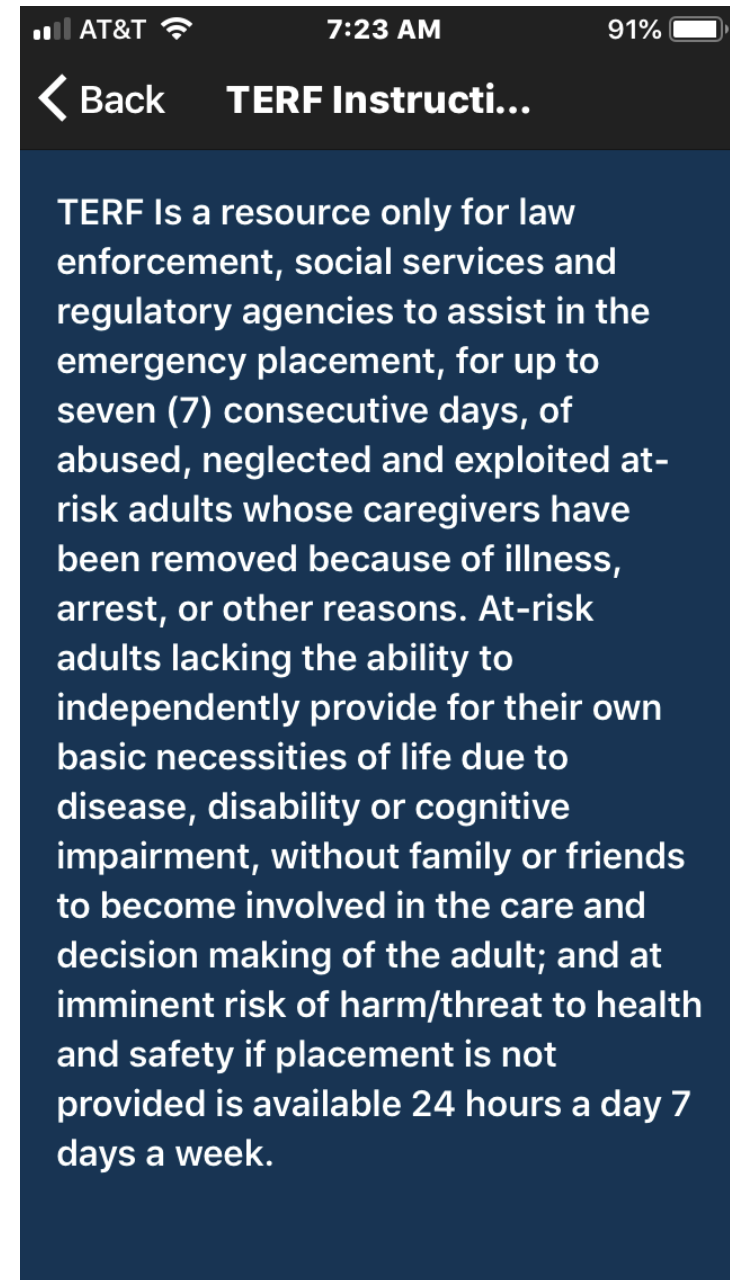 AT&T 7:23 AM 91%
Back TERF Instructi...
TERF Is a resource only for law
enforcement, social services and
regulatory agencies to assist in the
emergency placement, for up to
seven (7) consecutive days, of
abused, neglected and exploited at-
risk adults whose caregivers have
been removed because of illness,
arrest, or other reasons. At-risk
adults lacking the ability to
independently provide for their own
basic necessities of life due to
disease, disability or cognitive
impairment, without family or friends
to become involved in the care and
decision making of the adult; and at
imminent risk of harm/threat to health
and safety if placement is not
provided is available 24 hours a day 7
days a week.